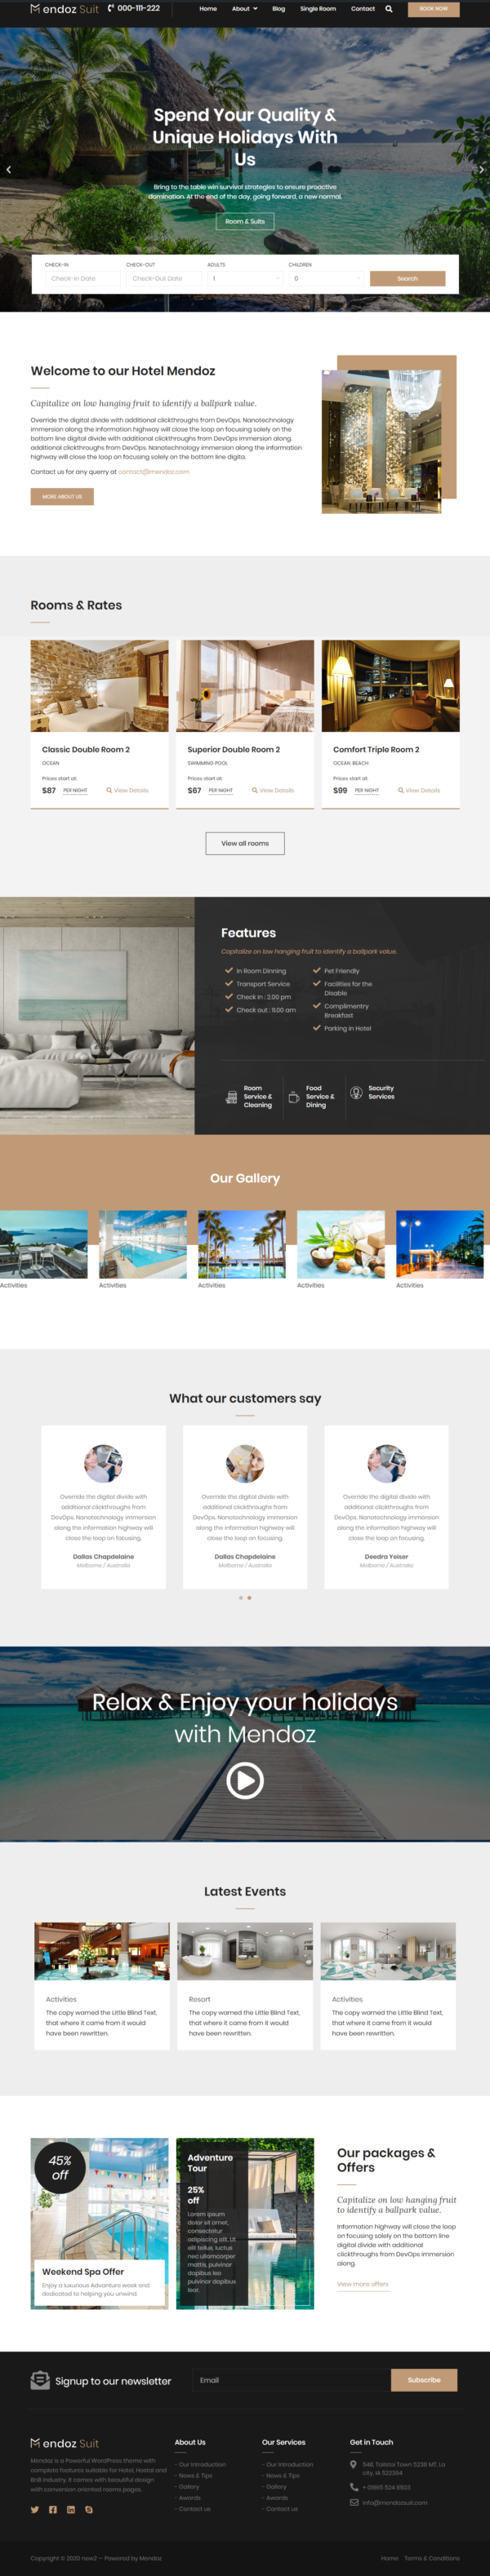 Mendoz Suit
000-111-222
Home
About
Blog
Single Room
Contact
BOOK NOW
Spend Your Quality &
Unique Holidays With
Us
Bring to the table win survival strategies to ensure proactive
domination. At the end of the day, going forward, a new normal.
Room & Suits
CHECK-IN
CHECK-OUT
ADULTS
CHILDREN
Check-In Date
Check-Out Date
1
0
Search
Welcome to our Hotel Mendoz
Capitalize on low hanging fruit to identify a ballpark value.
Override the digital divide with additional clickthroughs from DevOps. Nanotechnology
immersion along the information highway will close the loop on focusing solely on the
bottom line digital divide with additional clickthroughs from DevOps immersion along.
additional clickthroughs from DevOps. Nanotechnology immersion along the information
highway will close the loop on focusing solely on the bottom line digita.
Contact us for any querry at contact@mendoz.com
MORE ABOUT US
Rooms & Rates
Classic Double Room 2
OCEAN
Prices start at:
$87 PER NIGHT
View Details
Superior Double Room 2
SWIMMING POOL
Prices start at:
$67 PER NIGHT
View Details
Comfort Triple Room 2
OCEAN, BEACH
Prices start at:
$99 PER NIGHT
View Details
View all rooms
Features
Capitalize on low hanging fruit to identify a ballpark value.
In Room Dinning
Transport Service
Check in : 2.00 pm
Check out : 11.00 am
Pet Friendly
Facilities for the
Disable
Complimentry
Breakfast
Parking in Hotel
Room
Service &
Cleaning
Food
Service &
Dining
Security
Services
Our Gallery
Activities
Activities
Activities
Activities
Activities
What our customers say
Override the digital divide with
additional clickthroughs from
DevOps. Nanotechnology immersion
along the information highway will
close the loop on focusing.
Dallas Chapdelaine
Melborne / Australia
Override the digital divide with
additional clickthroughs from
DevOps. Nanotechnology immersion
along the information highway will
close the loop on focusing.
Dallas Chapdelaine
Melborne / Australia
Override the digital divide with
additional clickthroughs from
DevOps. Nanotechnology immersion
along the information highway will
close the loop on focusing.
Deedra Yeiser
Melborne / Australia
Relax & Enjoy your holidays
with Mendoz
Latest Events
Activities
The copy warned the Little Blind Text,
that where it came from it would
have been rewritten.
Resort
The copy warned the Little Blind Text,
that where it came from it would
have been rewritten.
Activities
The copy warned the Little Blind Text,
that where it came from it would
have been rewritten.
45%
off
Weekend Spa Offer
Enjoy a luxurious Adventure week end
dedicated to helping you unwind.
Adventure
Tour
25%
off
Lorem ipsum
dolor sit amet,
consectetur
adipiscing elit. Ut
elit tellus, luctus
nec ullamcorper
mattis, pulvinar
dapibus leo
pulvinar dapibus
leo!.
Our packages &
Offers
Capitalize on low hanging fruit
to identify a ballpark value.
Information highway will close the loop
on focusing solely on the bottom line
digital divide with additional
clickthroughs from DevOps immersion
along.
View more offers
Signup to our newsletter
Email
Subscribe
Mendoz Suit
Mendoz is a Powerful WordPress theme with
complete features suitable for Hotel, Hostel and
BnB industry. It comes with beautiful design
with conversion oriented rooms pages.
About Us
- Our Introduction
- News & Tips
- Gallery
- Awards
- Contact us
Our Services
- Our Introduction
- News & Tips
- Gallery
- Awards
- Contact us
Get in Touch
548, Tailstoi Town 5238 MT, La
city, IA 522364
info@mendozsuit.com
Copyright © 2020 new2 – Powered by Mendoz
Home
Terms & Conditions